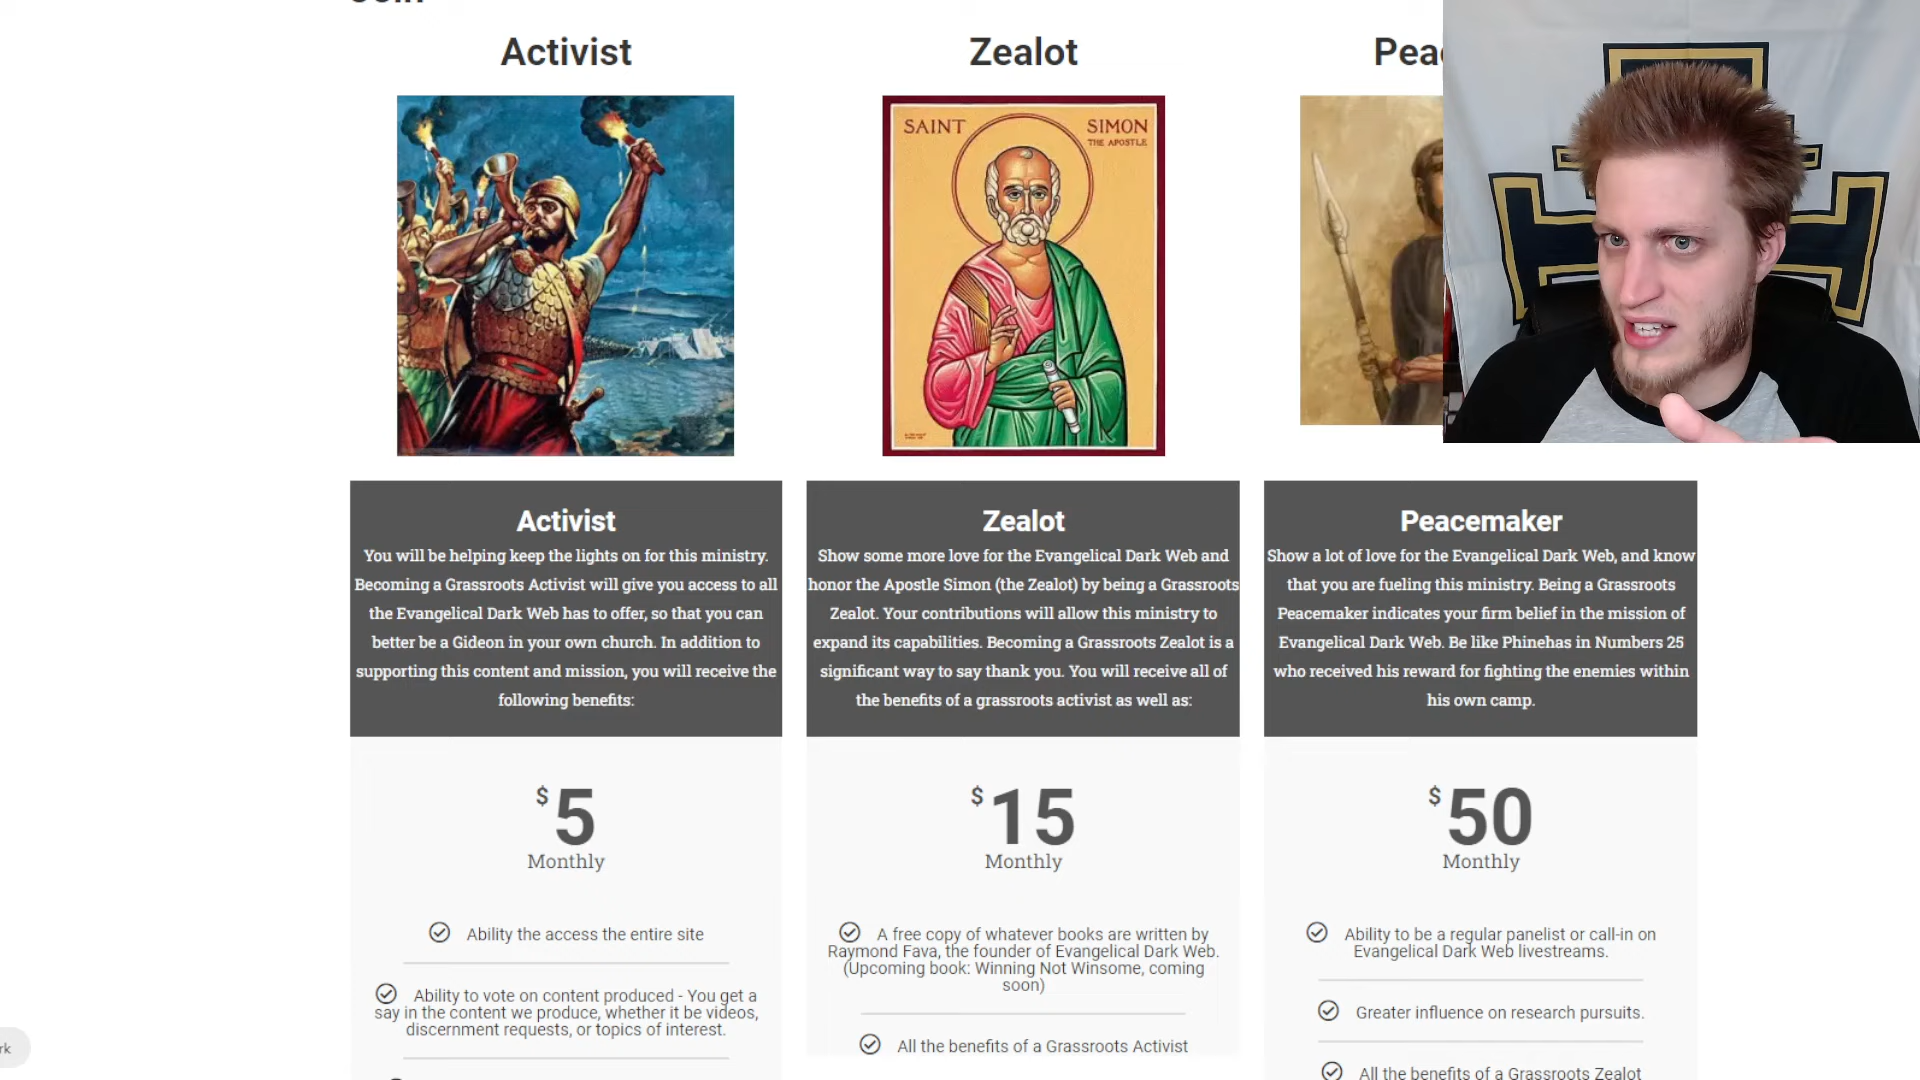 Activist
Zealot
SAINT
SIMON
THE APOSTLE
Activist
You will be helping keep the lights on for this ministry.
Becoming a Grassroots Activist will give you access to all
the Evangelical Dark Web has to offer, so that you can
better be a Gideon in your own church. In addition to
supporting this content and mission, you will receive the
following benefits:
$5
Monthly
Ability the access the entire site
Ability to vote on content produced - You get a
say in the content we produce, whether it be videos,
discernment requests, or topics of interest.
Zealot
Show some more love for the Evangelical Dark Web and
honor the Apostle Simon (the Zealot) by being a Grassroots
Zealot. Your contributions will allow this ministry to
expand its capabilities. Becoming a Grassroots Zealot is a
significant way to say thank you. You will receive all of
the benefits of a grassroots activist as well as:
$15
Monthly
A free copy of whatever books are written by
Raymond Fava, the founder of Evangelical Dark Web.
(Upcoming book: Winning Not Winsome, coming
soon)
All the benefits of a Grassroots Activist
Peacemaker
Show a lot of love for the Evangelical Dark Web, and know
that you are fueling this ministry. Being a Grassroots
Peacemaker indicates your firm belief in the mission of
Evangelical Dark Web. Be like Phinehas in Numbers 25
who received his reward for fighting the enemies within
his own camp.
$50
Monthly
Ability to be a regular panelist or call-in on
Evangelical Dark Web livestreams.
Greater influence on research pursuits.
All the benefits of a Grassroots Zealot